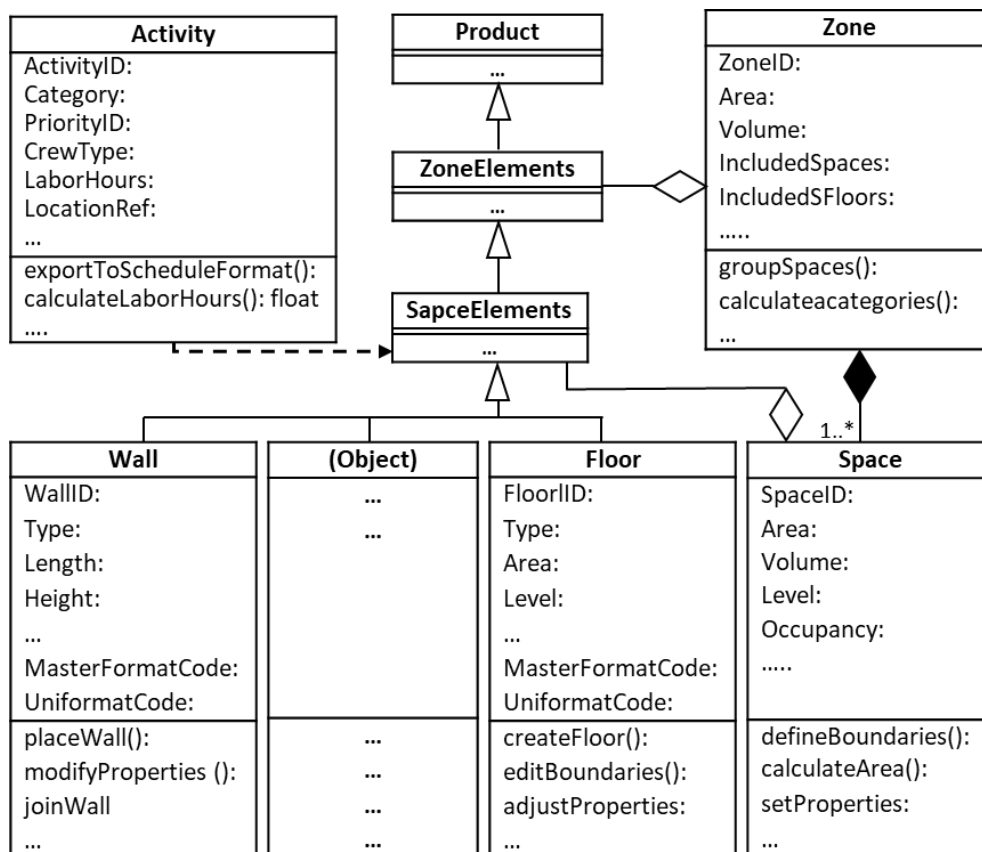 Activity
ActivityID:
Category:
PriorityID:
CrewType:
LaborHours:
LocationRef:
...
exportToScheduleFormat():
calculateLaborHours(): float
....
Product
...
ZoneElements
...
SapceElements
...
Zone
ZoneID:
Area:
Volume:
IncludedSpaces:
IncludedSFloors:
.....
groupSpaces():
calculateacategories():
...
1..*
Wall
WallID:
Type:
Length:
Height:
...
MasterFormatCode:
UniformatCode:
placeWall():
modifyProperties ():
joinWall
...
(Object)
...
...
...
...
...
...
Floor
FloorlID:
Type:
Area:
Level:
...
MasterFormatCode:
UniformatCode:
createFloor():
editBoundaries():
adjustProperties:
...
Space
SpaceID:
Area:
Volume:
Level:
Occupancy:
.....
defineBoundaries():
calculateArea():
setProperties:
...